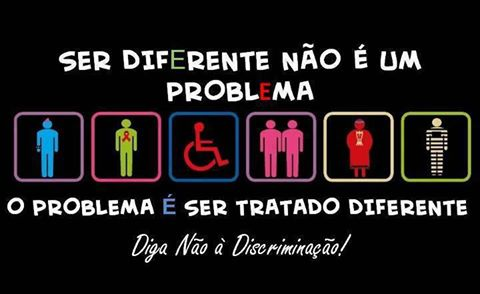 SER DIFERENTE NÃO É UM
PROBLEMA
O PROBLEMA É SER TRATADO DIFERENTE
Diga Não à Discriminação!